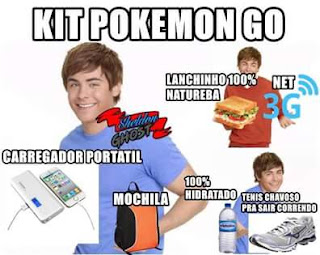 KIT POKEMON GO
LANCHINHO 100%
NATUREBA
NET
3G
Sheldon
GHOST
CARREGADOR PORTATIL
MOCHILA
100%
HIDRATADO
TENIS CHAVOSO
PRA SAIR CORRENDO